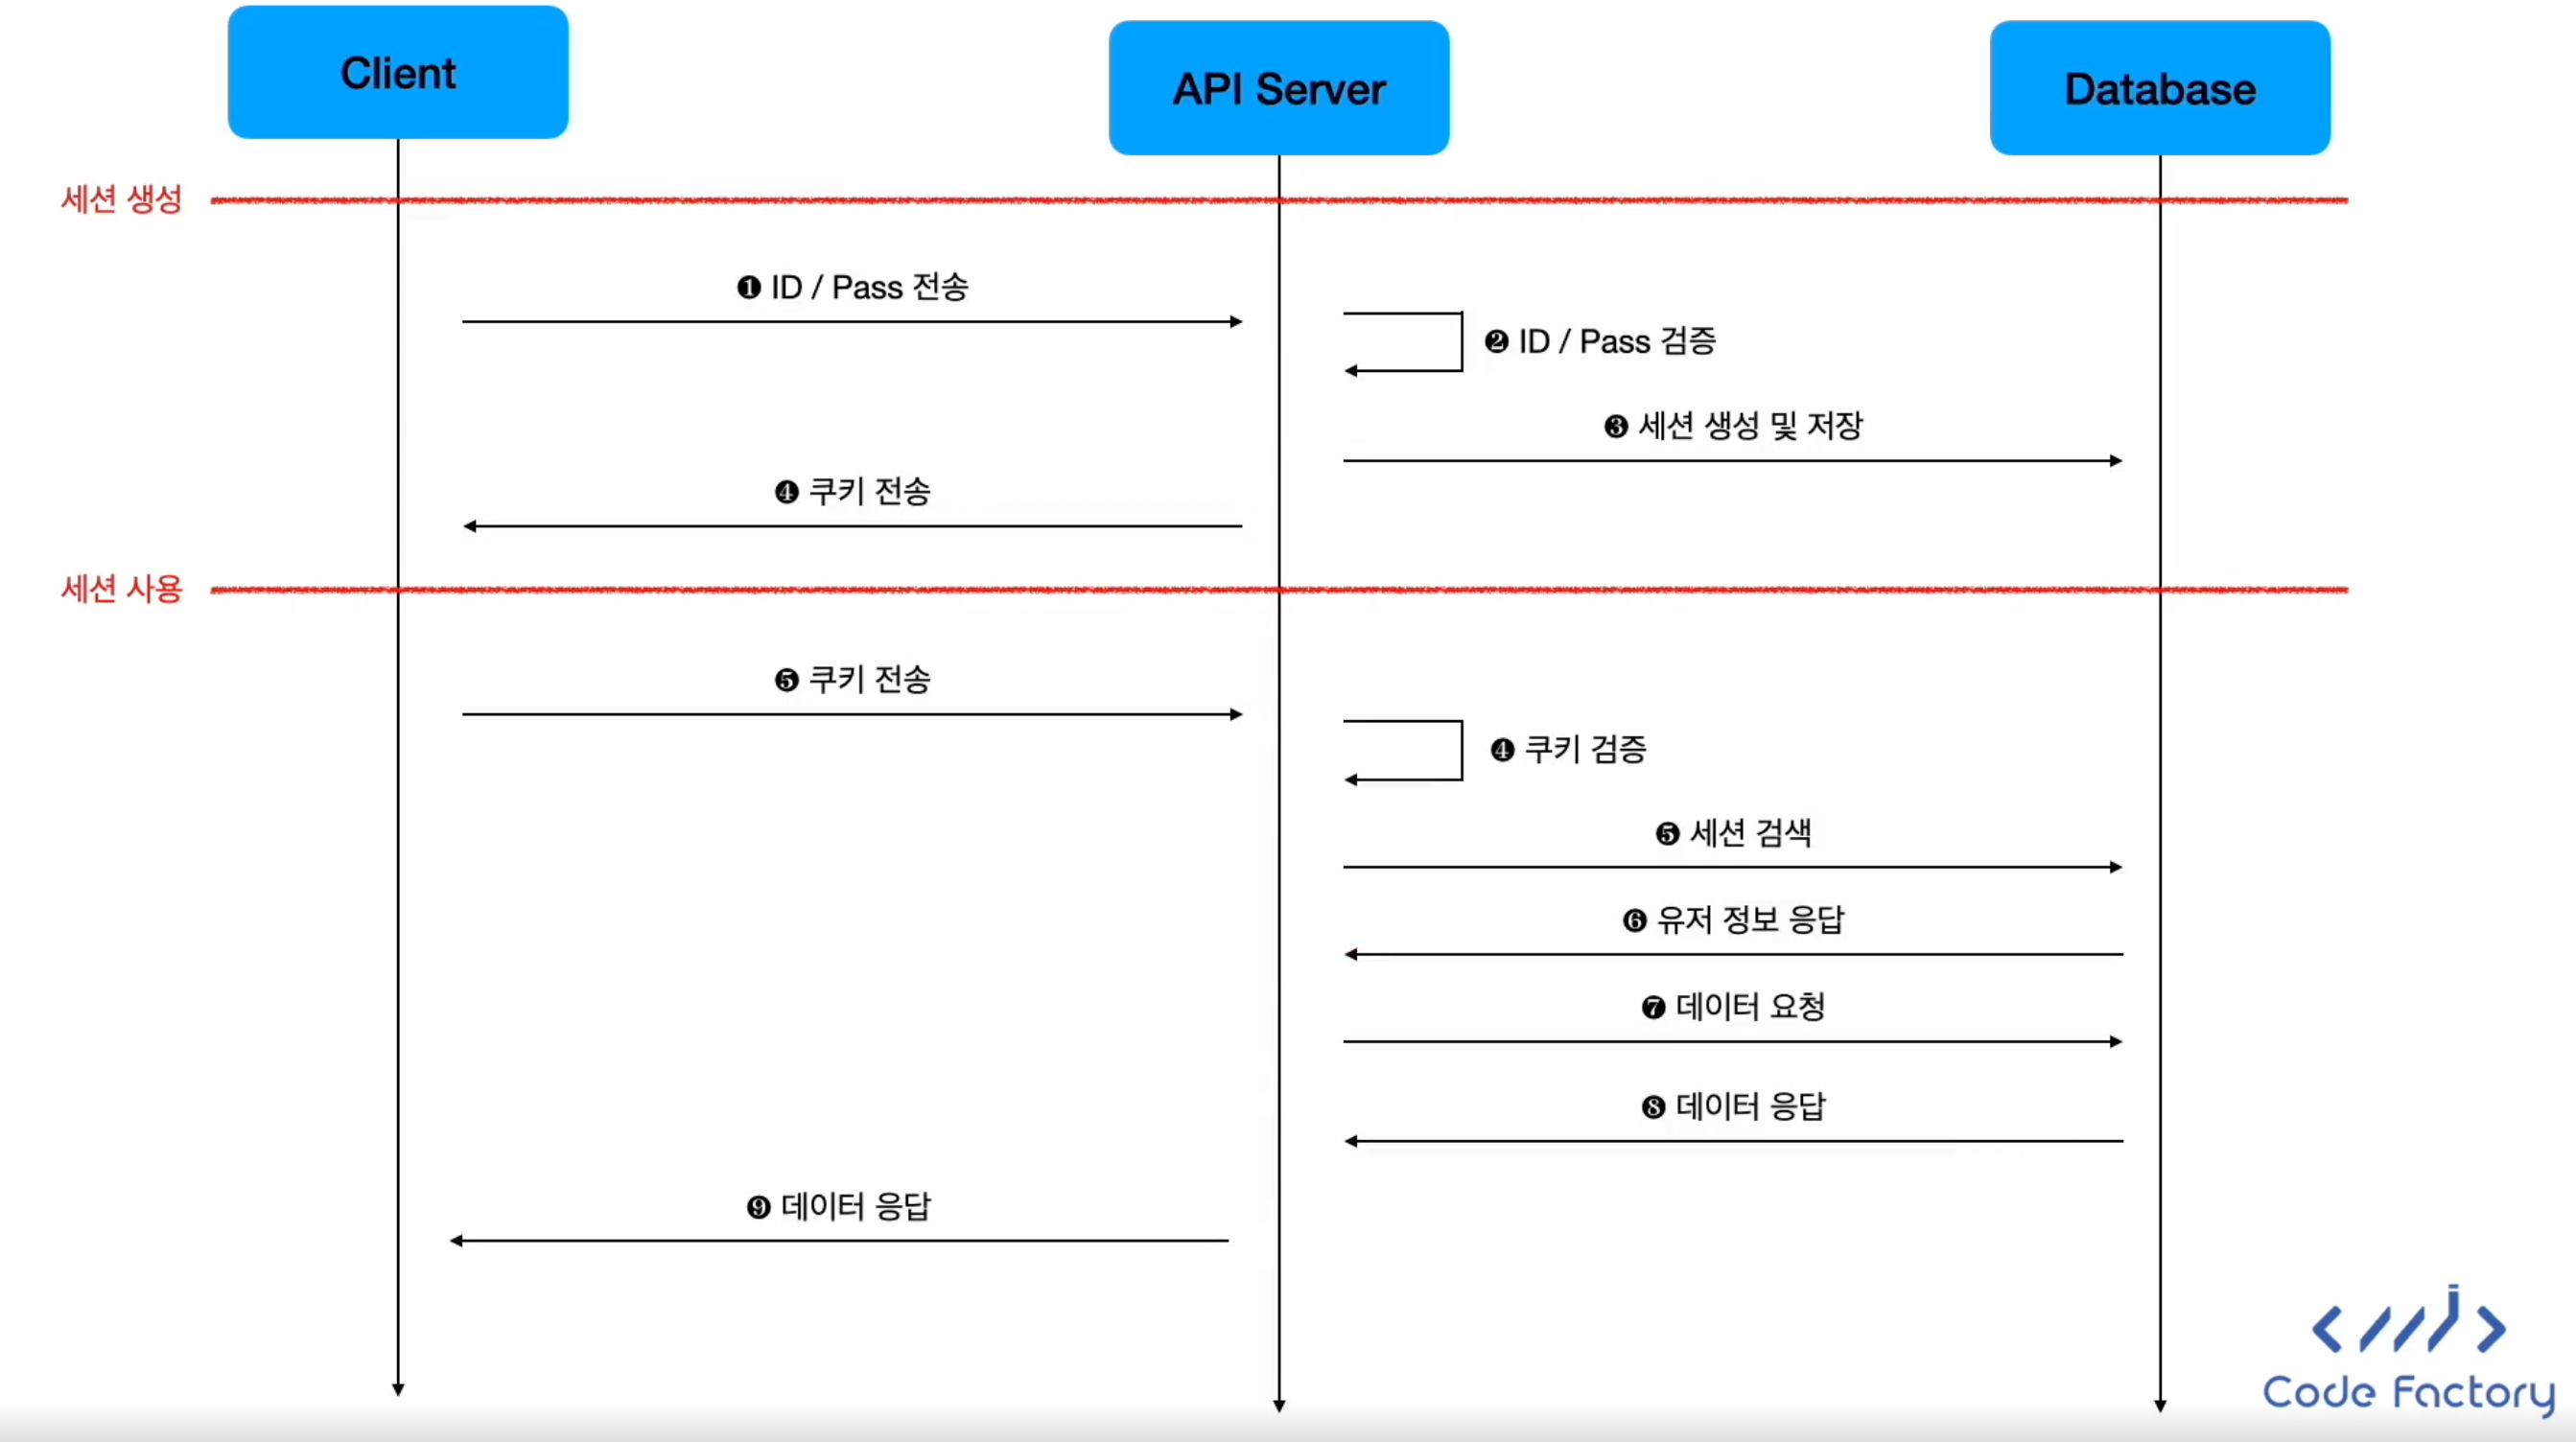 Client
API Server
Database
세션 생성
❶ ID / Pass 전송
❷ ID / Pass 검증
❸ 세션 생성 및 저장
❹ 쿠키 전송
세션 사용
❺ 쿠키 전송
❹ 쿠키 검증
❺ 세션 검색
❻ 유저 정보 응답
❼ 데이터 요청
❽ 데이터 응답
❾ 데이터 응답
Code Factory